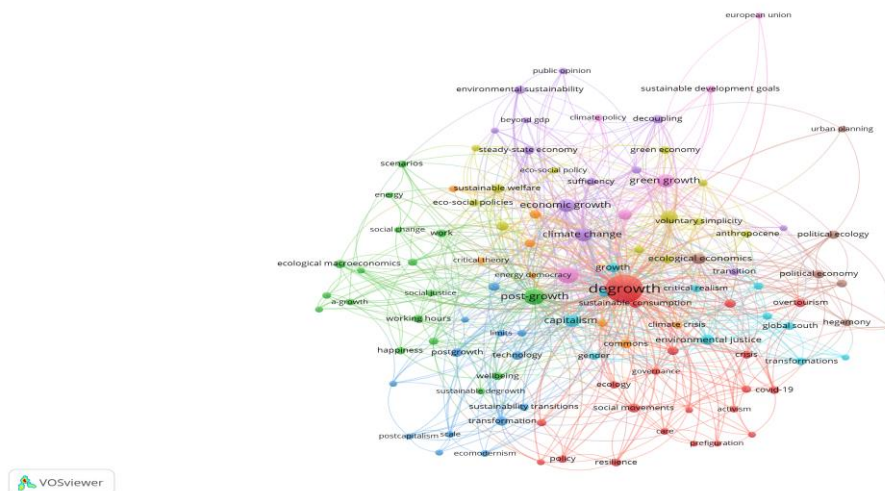 european union
public opinion
environmental sustainability
sustainable development goals
beyond gdp
climate policy
decoupling
urban planning
steady-state economy
green economy
scenarios
eco-social policy
sufficiency
green growth
sustainable welfare
energy
eco-social policies
economic growth
voluntary simplicity
social change
work
climate change
anthropocene
political ecology
critical theory
ecological economics
ecological macroeconomics
growth
transition
energy democracy
political economy
social justice
post-growth
degrowth
critical realism
a-growth
sustainable consumption
overtourism
working hours
capitalism
climate crisis
global south
hegemony
limits
environmental justice
happiness
postgrowth
technology
gender
commons
crisis
transformations
wellbeing
governance
sustainable degrowth
ecology
covid-19
sustainability transitions
social movements
activism
transformation
postcapitalism
scale
care
prefiguration
ecomodernism
policy
resilience
VOSviewer